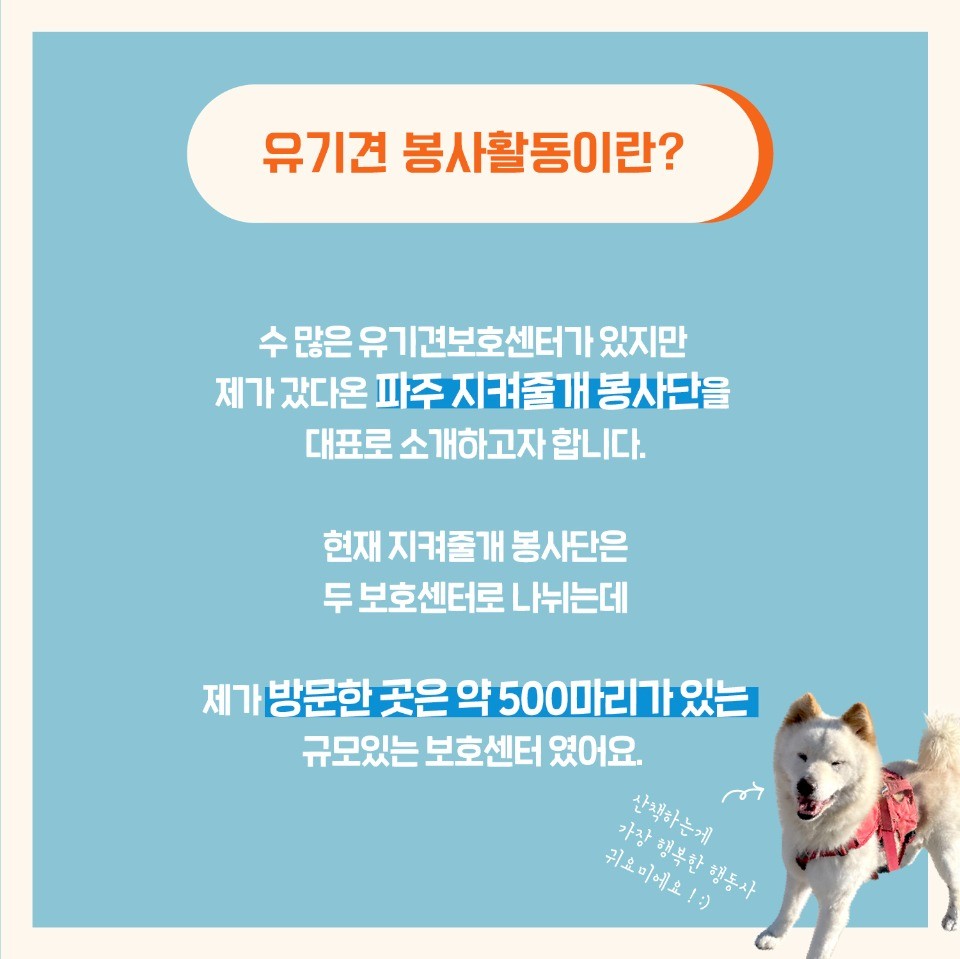 유기견 봉사활동이란?
수 많은 유기견보호센터가 있지만
제가 갔다온 파주 지켜줄개 봉사단을
대표로 소개하고자 합니다.
현재 지켜줄개 봉사단은
두 보호센터로 나뉘는데
제가 방문한 곳은 약 500마리가 있는
규모있는 보호센터 였어요.
산책하는게
가장 행복한 행동사
귀요미에요 ! :)